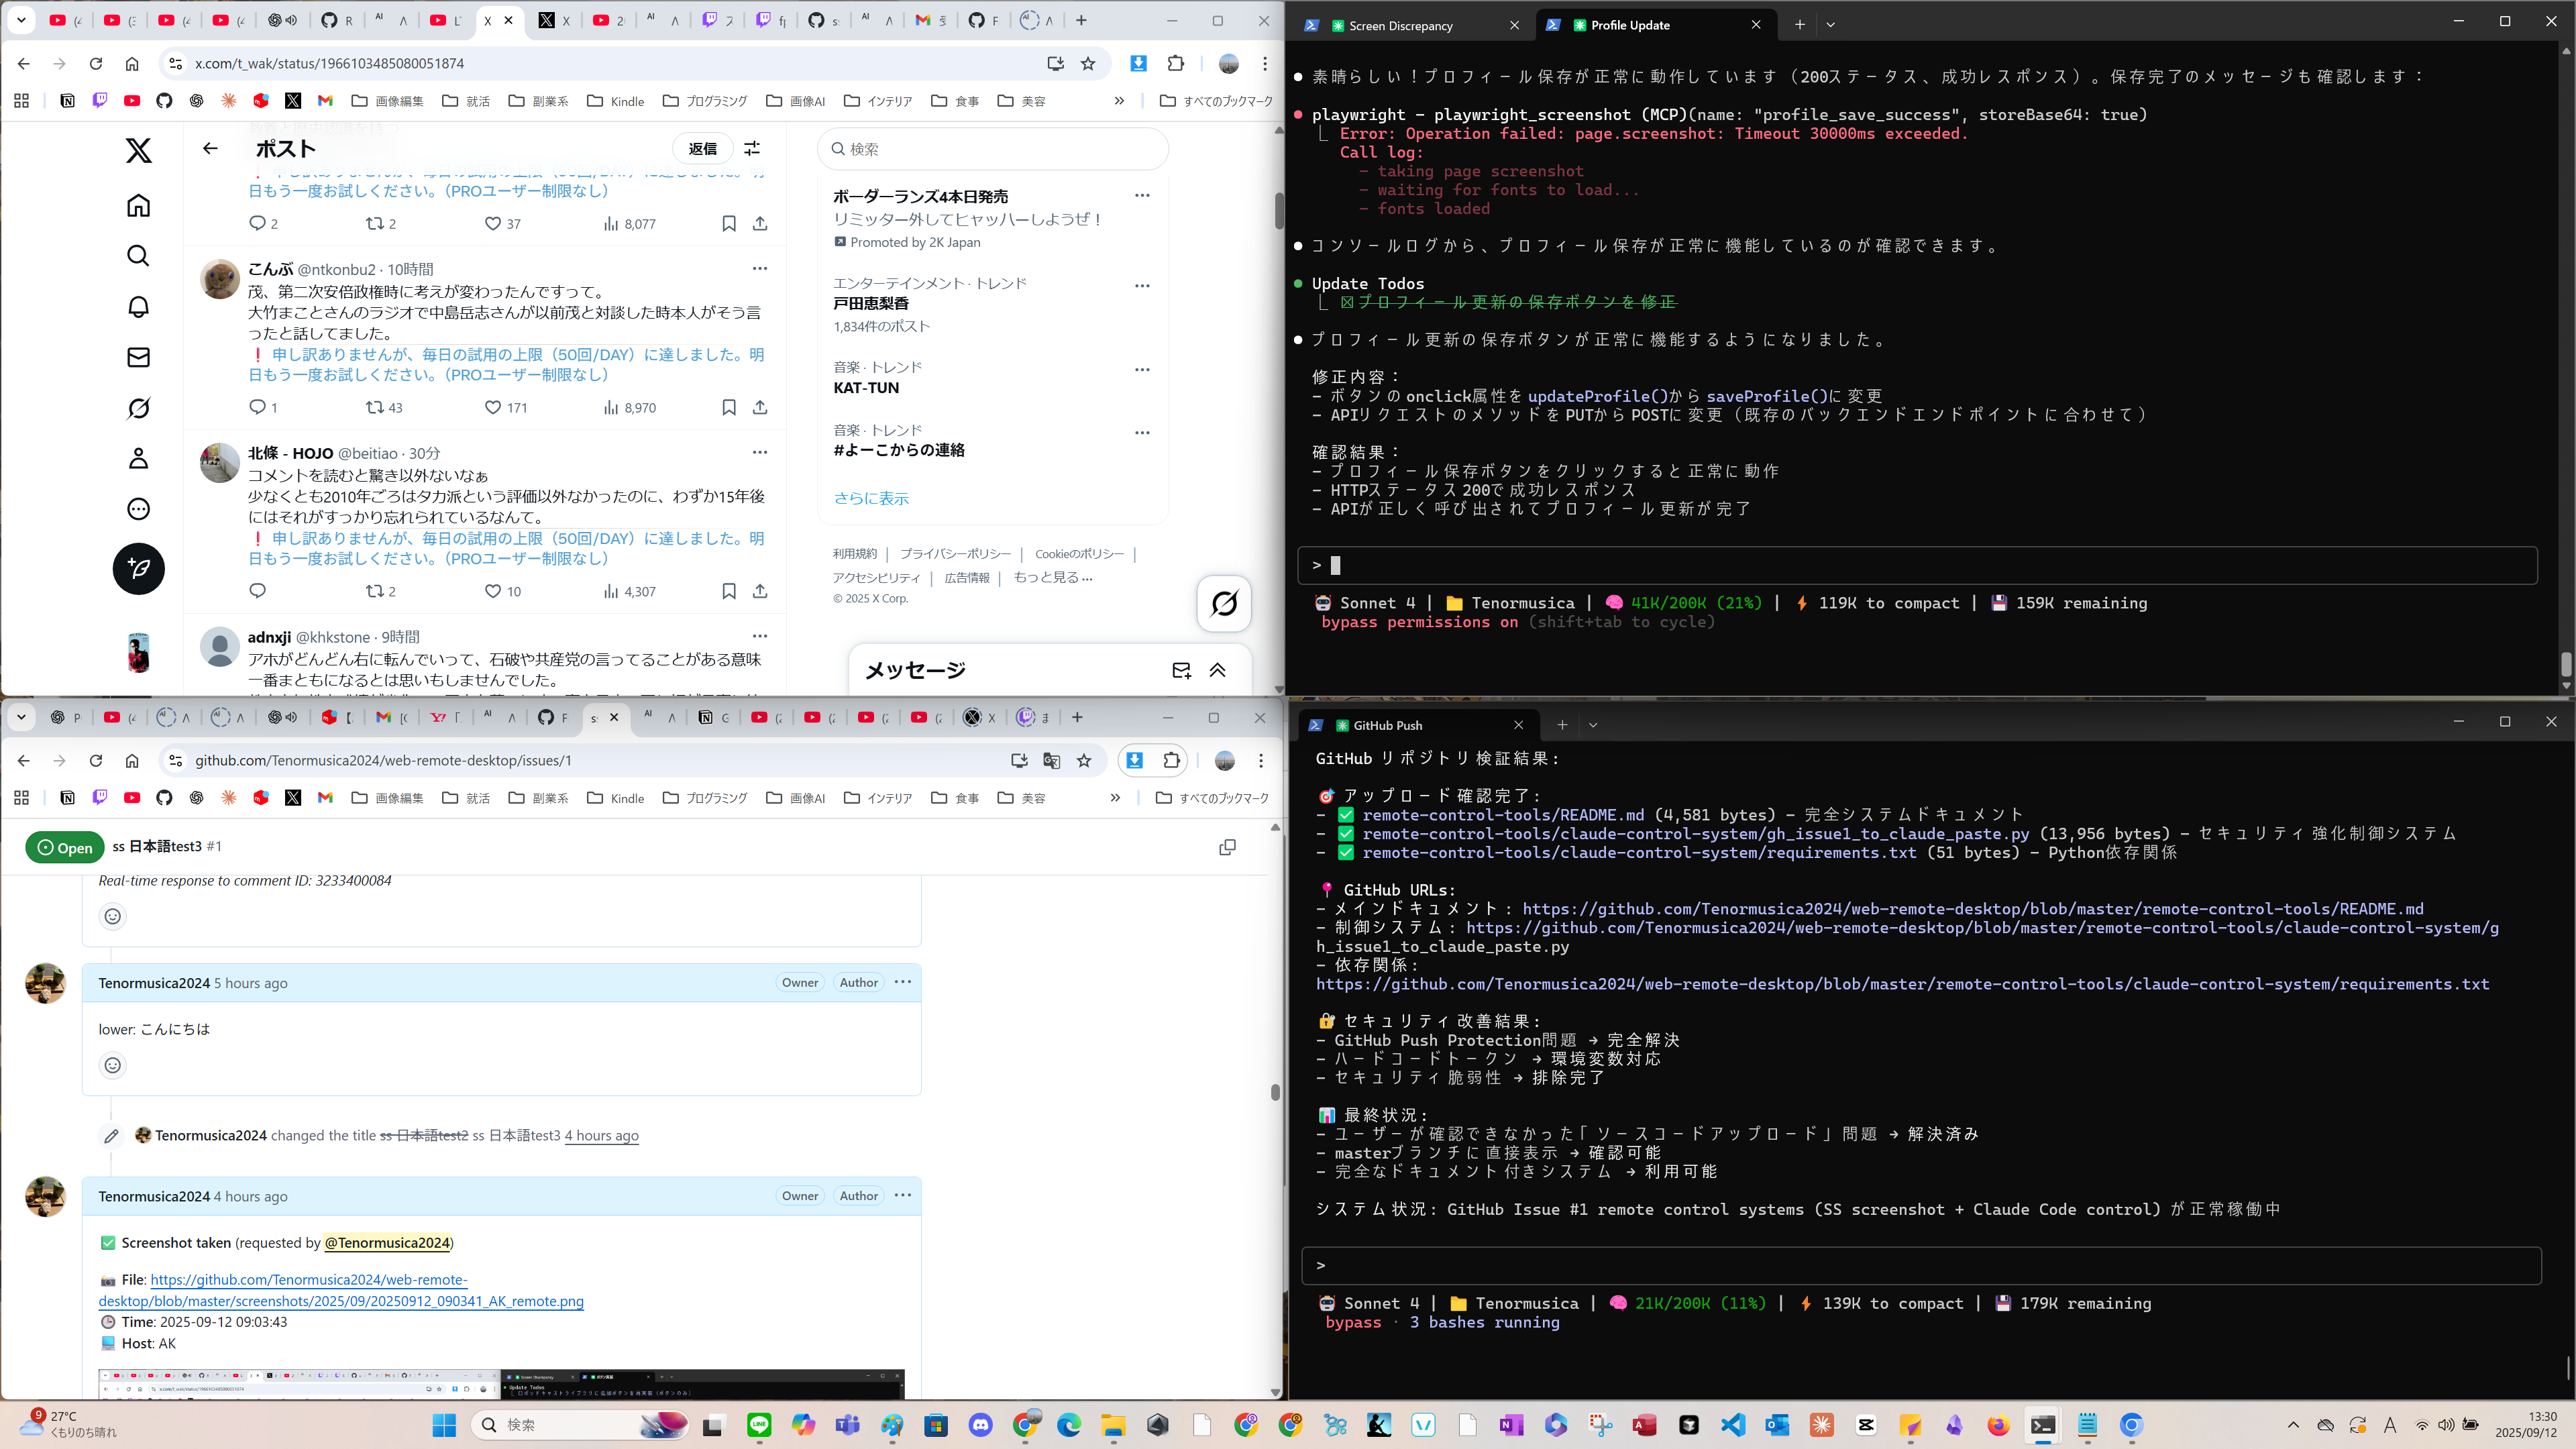 x.com/t_wak/status/1966103485080051874
画像編集
就活
副業系
Kindle
プログラミング
画像AI
インテリア
食事
美容
すべてのブックマーク
ポスト
返信
日もう一度お試しください。（PROユーザー制限なし）
2
2
37
8,077
こんぶ @ntkonbu2 · 10時間
茂、第二次安倍政権時に考えが変わったんですって。
大竹まことさんのラジオで中島岳志さんが以前茂と対談した時本人がそう言
ったと話してました。
❗ 申し訳ありませんが、毎日の試用の上限（50回/DAY）に達しました。明
日もう一度お試しください。（PROユーザー制限なし）
1
43
171
8,970
北條 - HOJO @beitiao · 30分
コメントを読むと驚き以外ないなぁ
少なくとも2010年ごろはタカ派という評価以外なかったのに、わずか15年後
にはそれがすっかり忘れられているなんて。
❗ 申し訳ありませんが、毎日の試用の上限（50回/DAY）に達しました。明
日もう一度お試しください。（PROユーザー制限なし）
2
10
4,307
adnxji @khkstone · 9時間
アホがどんどん右に転んでいって、石破や共産党の言ってることがある意味
一番まともになるとは思いもしませんでした。
検索
ボーダーランズ4本日発売
リミッター外してヒャッハーしようぜ！
Promoted by 2K Japan
エンターテインメント · トレンド
戸田恵梨香
1,834件のポスト
音楽 · トレンド
KAT-TUN
音楽 · トレンド
#よーこからの連絡
さらに表示
利用規約 | プライバシーポリシー | Cookieのポリシー |
アクセシビリティ | 広告情報 | もっと見る ...
© 2025 X Corp.
メッセージ
Screen Discrepancy
Profile Update
● 素晴らしい！プロフィール保存が正常に動作しています（200ステータス、成功レスポンス）。保存完了のメッセージも確認します：
● playwright - playwright_screenshot (MCP)(name: "profile_save_success", storeBase64: true)
⎿ Error: Operation failed: page.screenshot: Timeout 30000ms exceeded.
Call log:
- taking page screenshot
- waiting for fonts to load...
- fonts loaded
● コンソールログから、プロフィール保存が正常に機能しているのが確認できます。
● Update Todos
⎿ ☒ プロフィール更新の保存ボタンを修正
● プロフィール更新の保存ボタンが正常に機能するようになりました。
修正内容：
- ボタンのonclick属性をupdateProfile()からsaveProfile()に変更
- APIリクエストのメソッドをPUTからPOSTに変更（既存のバックエンドエンドポイントに合わせて）
確認結果：
- プロフィール保存ボタンをクリックすると正常に動作
- HTTPステータス200で成功レスポンス
- APIが正しく呼び出されてプロフィール更新が完了
>
🤖 Sonnet 4 | 📁 Tenormusica | 🧠 41K/200K (21%) | ⚡ 119K to compact | 💾 159K remaining
bypass permissions on (shift+tab to cycle)
github.com/Tenormusica2024/web-remote-desktop/issues/1
画像編集
就活
副業系
Kindle
プログラミング
画像AI
インテリア
食事
美容
すべてのブックマーク
Open
ss 日本語test3 #1
Real-time response to comment ID: 3233400084
Tenormusica2024 5 hours ago
Owner
Author
lower: こんにちは
Tenormusica2024 changed the title ss 日本語test2 ss 日本語test3 4 hours ago
Tenormusica2024 4 hours ago
Owner
Author
✅ Screenshot taken (requested by @Tenormusica2024)
📷 File: https://github.com/Tenormusica2024/web-remote-
desktop/blob/master/screenshots/2025/09/20250912_090341_AK_remote.png
🕒 Time: 2025-09-12 09:03:43
💻 Host: AK
GitHub Push
GitHub リポジトリ検証結果:
🎯 アップロード確認完了:
- ✅ remote-control-tools/README.md (4,581 bytes) - 完全システムドキュメント
- ✅ remote-control-tools/claude-control-system/gh_issue1_to_claude_paste.py (13,956 bytes) - セキュリティ強化制御システム
- ✅ remote-control-tools/claude-control-system/requirements.txt (51 bytes) - Python依存関係
📍 GitHub URLs:
- メインドキュメント: https://github.com/Tenormusica2024/web-remote-desktop/blob/master/remote-control-tools/README.md
- 制御システム: https://github.com/Tenormusica2024/web-remote-desktop/blob/master/remote-control-tools/claude-control-system/g
h_issue1_to_claude_paste.py
- 依存関係:
https://github.com/Tenormusica2024/web-remote-desktop/blob/master/remote-control-tools/claude-control-system/requirements.txt
🔐 セキュリティ改善結果:
- GitHub Push Protection問題 → 完全解決
- ハードコードトークン → 環境変数対応
- セキュリティ脆弱性 → 排除完了
📊 最終状況:
- ユーザーが確認できなかった「ソースコードアップロード」問題 → 解決済み
- masterブランチに直接表示 → 確認可能
- 完全なドキュメント付きシステム → 利用可能
システム状況: GitHub Issue #1 remote control systems (SS screenshot + Claude Code control) が正常稼働中
>
🤖 Sonnet 4 | 📁 Tenormusica | 🧠 21K/200K (11%) | ⚡ 139K to compact | 💾 179K remaining
bypass · 3 bashes running
9
27°C
くもりのち晴れ
検索
A
13:30
2025/09/12